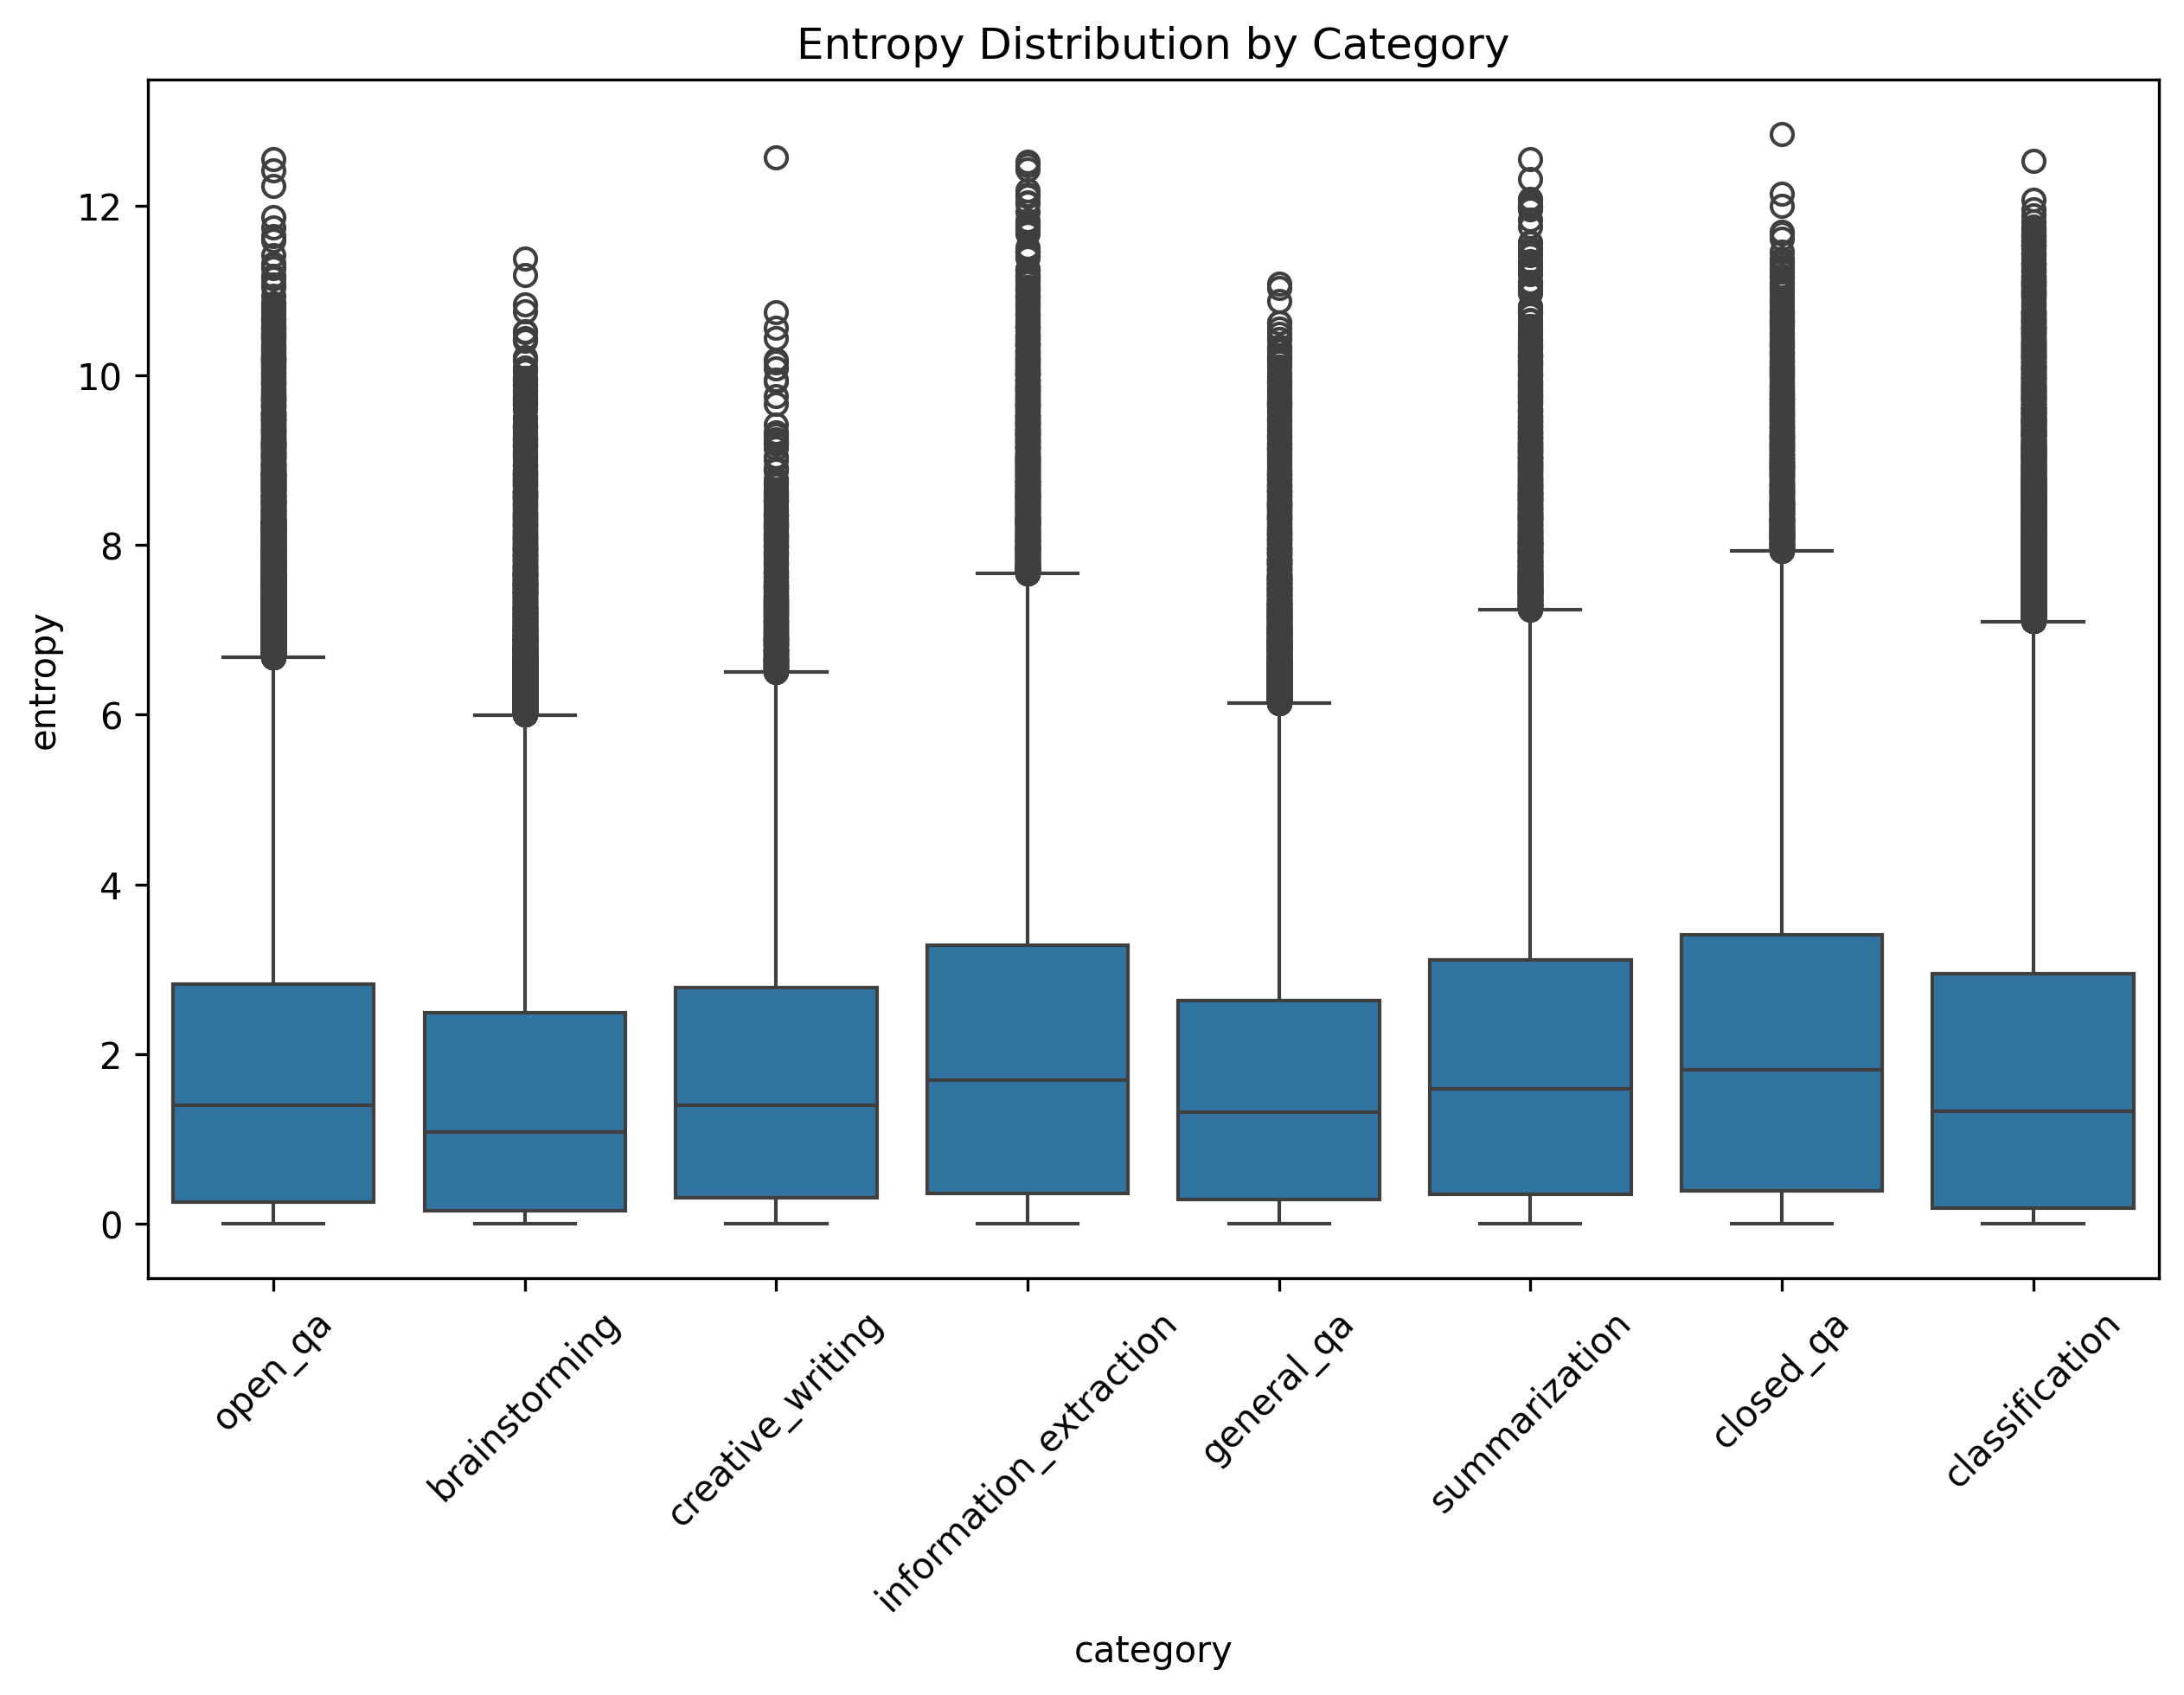 Entropy Distribution by Category
entropy
12
10
8
6
4
2
0
open_qa
brainstorming
creative_writing
information_extraction
general_qa
summarization
closed_qa
classification
category